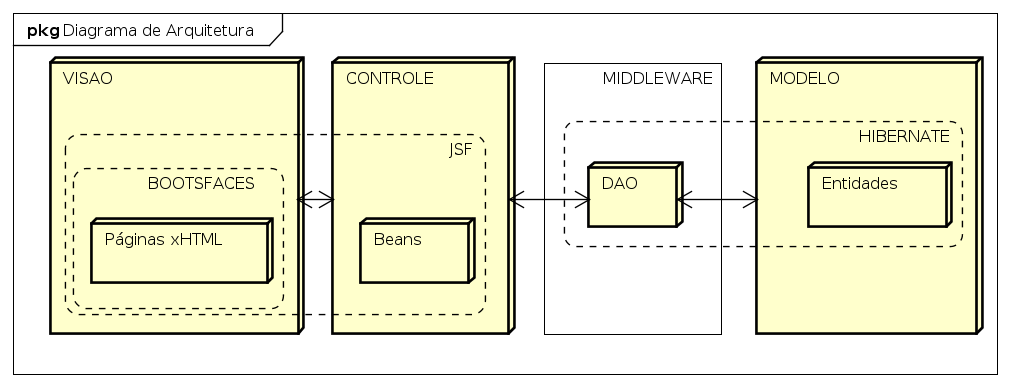 pkg Diagrama de Arquitetura
VISAO
CONTROLE
MIDDLEWARE
MODELO
JSF
HIBERNATE
BOOTSFACES
DAO
Entidades
Páginas xHTML
Beans